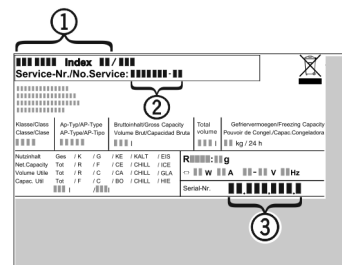 1
Index / 
Service-Nr./No.Service: -
2
Klasse/Class Ap-Typ/AP-Type Bruttoinhalt/Gross Capacity Total Gefriervermoegen/Freezing Capacity
Classe/Clase AP-Type/AP-Tipo Volume Brut/Capacidad Bruta volume Pouvoir de Congel./Capac.Congeladora
l l kg / 24 h
Nutzinhalt Ges / K / G / KE / KALT / EIS
Net.Capacity Tot / R / F / CE / CHILL / ICE
Volume Utile Tot / R / C / CA / CHILL / GLA
Capac. Util Tot / F / C / BO / CHILL / HIE
l / l
R : g
W A - V Hz
Serial-Nr. . . .
3